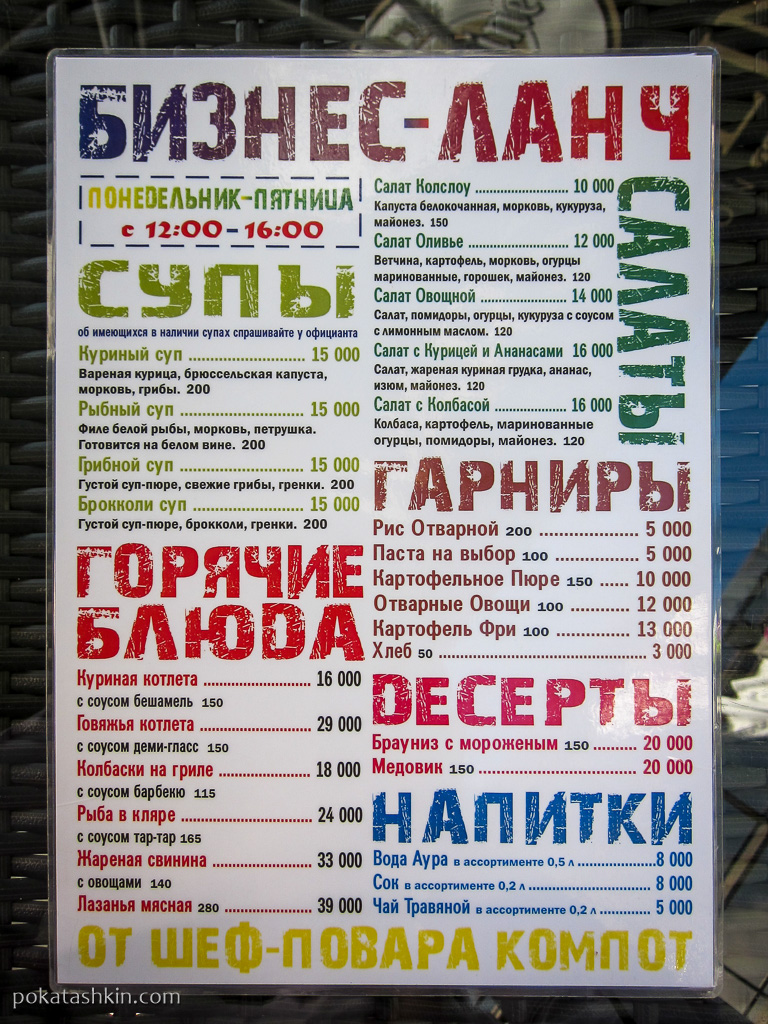 БИЗНЕС-ЛАНЧ
ПОНЕДЕЛЬНИК-ПЯТНИЦА
с 12:00-16:00
СУПЫ
об имеющихся в наличии супах спрашивайте у официанта
Куриный суп ........................... 15 000
Вареная курица, брюссельская капуста,
морковь, грибы. 200
Рыбный суп ............................. 15 000
Филе белой рыбы, морковь, петрушка.
Готовится на белом вине. 200
Грибной суп ............................ 15 000
Густой суп-пюре, свежие грибы, гренки. 200
Брокколи суп .......................... 15 000
Густой суп-пюре, брокколи, гренки. 200
ГОРЯЧИЕ
БЛЮДА
Куриная котлета ........................... 16 000
с соусом бешамель 150
Говяжья котлета ............................ 29 000
с соусом деми-гласс 150
Колбаски на гриле ........................ 18 000
с соусом барбекю 115
Рыба в кляре ................................. 24 000
с соусом тар-тар 165
Жареная свинина .......................... 33 000
с овощами 140
Лазанья мясная 280 ...................... 39 000
Салат Колслоу ............................ 10 000
Капуста белокочанная, морковь, кукуруза,
майонез. 150
Салат Оливье .............................. 12 000
Ветчина, картофель, морковь, огурцы
маринованные, горошек, майонез. 120
Салат Овощной .......................... 14 000
Салат, помидоры, огурцы, кукуруза с соусом
с лимонным маслом. 120
Салат с Курицей и Ананасами 16 000
Салат, жареная куриная грудка, ананас,
изюм, майонез. 120
Салат с Колбасой ...................... 16 000
Колбаса, картофель, маринованные
огурцы, помидоры, майонез. 120
САЛАТЫ
ГАРНИРЫ
Рис Отварной 200 ........................ 5 000
Паста на выбор 100 ..................... 5 000
Картофельное Пюре 150 ...... 10 000
Отварные Овощи 100 ................ 12 000
Картофель Фри 100 .................. 13 000
Хлеб 50 .......................................... 3 000
ДЕСЕРТЫ
Брауниз с мороженым 150 .......... 20 000
Медовик 150 ................................. 20 000
НАПИТКИ
Вода Аура в ассортименте 0,5 л ...................8 000
Сок в ассортименте 0,2 л ............................ 8 000
Чай Травяной в ассортименте 0,2 л ............ 5 000
ОТ ШЕФ-ПОВАРА КОМПОТ
pokatashkin.com